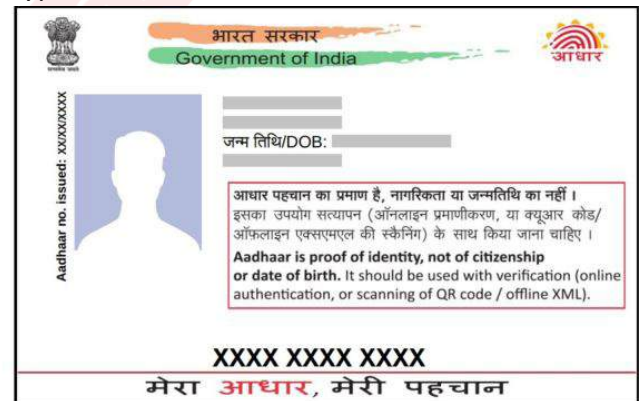 भारत सरकार
Government of India
आधार
Aadhaar no. issued: XX/XX/XXXX
जन्म तिथि/DOB:
आधार पहचान का प्रमाण है, नागरिकता या जन्मतिथि का नहीं ।
इसका उपयोग सत्यापन (ऑनलाइन प्रमाणीकरण, या क्यूआर कोड/
ऑफ़लाइन एक्सएमएल की स्कैनिंग) के साथ किया जाना चाहिए ।
Aadhaar is proof of identity, not of citizenship
or date of birth. It should be used with verification (online
authentication, or scanning of QR code / offline XML).
XXXX XXXX XXXX
मेरा आधार, मेरी पहचान